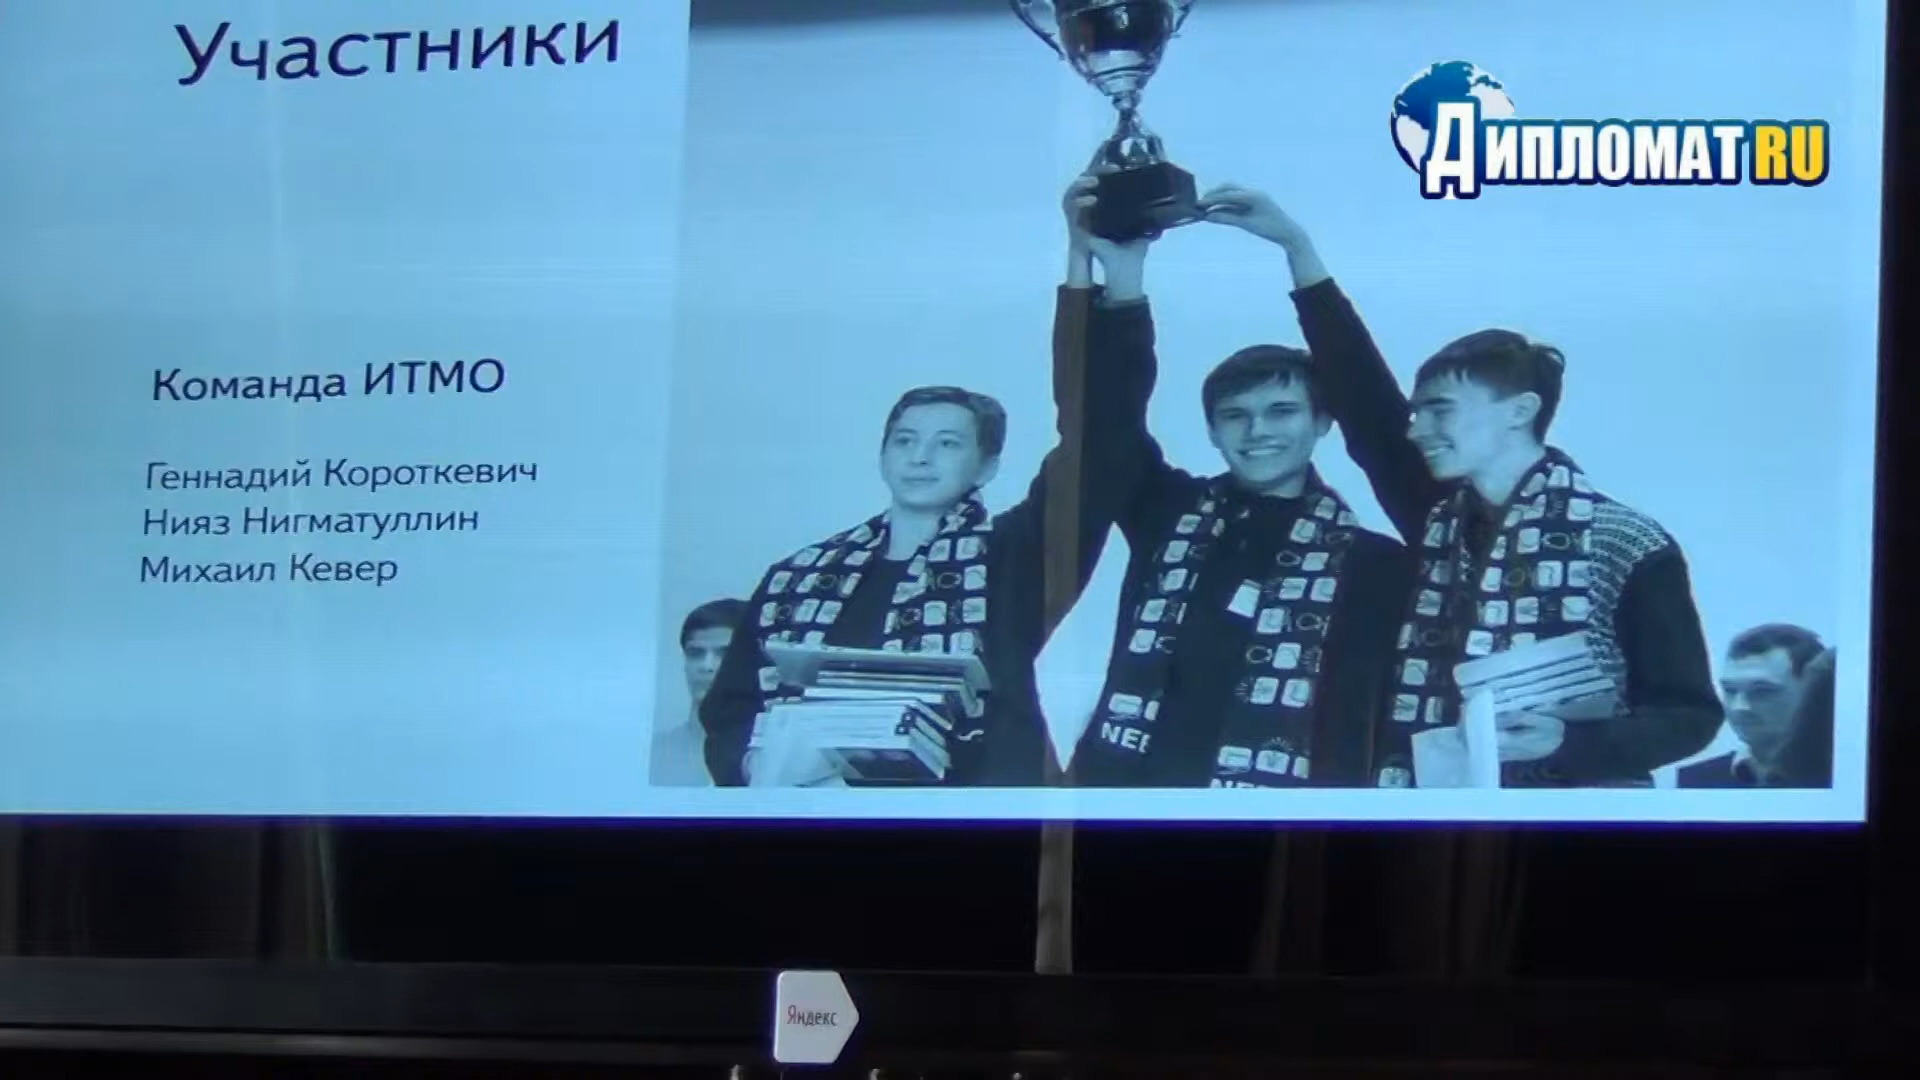 Участники
ДИПЛОМАТ RU
Команда ИТМО
Геннадий Короткевич
Нияз Нигматуллин
Михаил Кевер
Яндекс